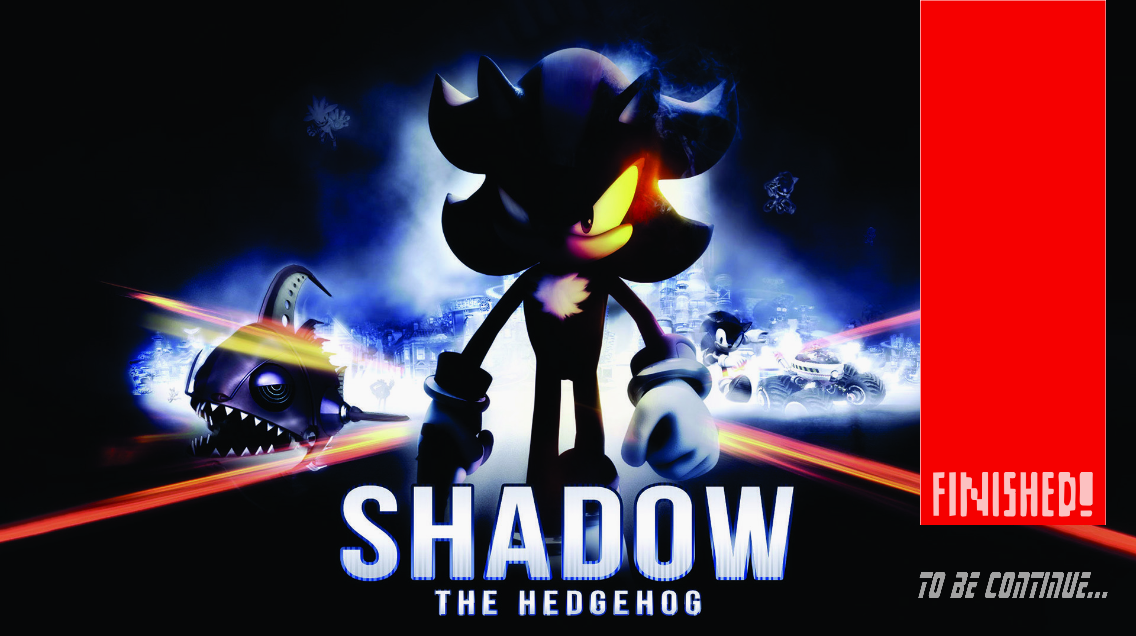 SHADOW
THE HEDGEHOG
FINISHED!
TO BE CONTINUE...